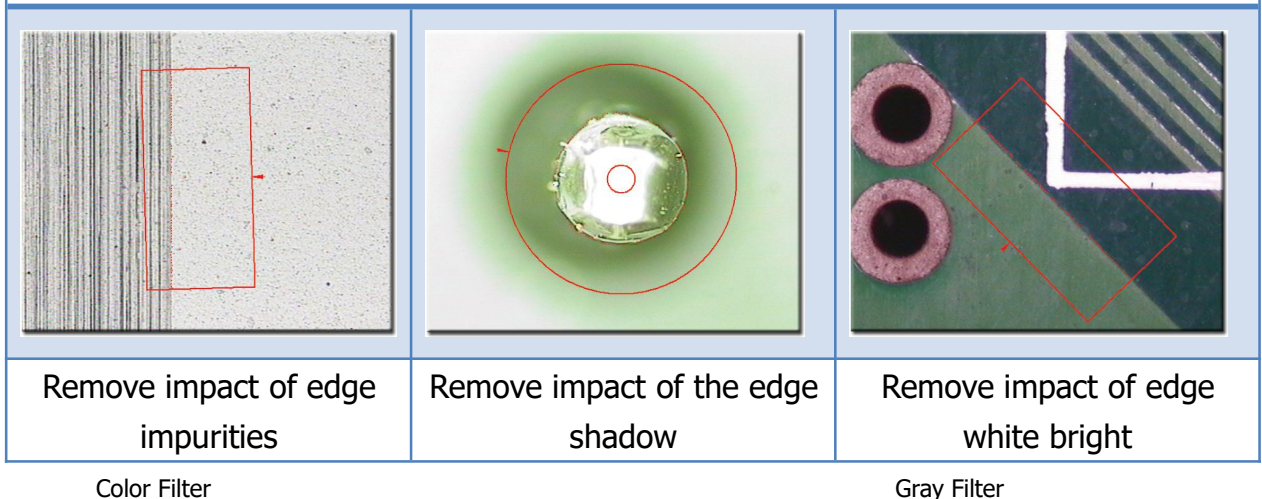 Remove impact of edge
impurities
Remove impact of the edge
shadow
Remove impact of edge
white bright
Color Filter
Gray Filter